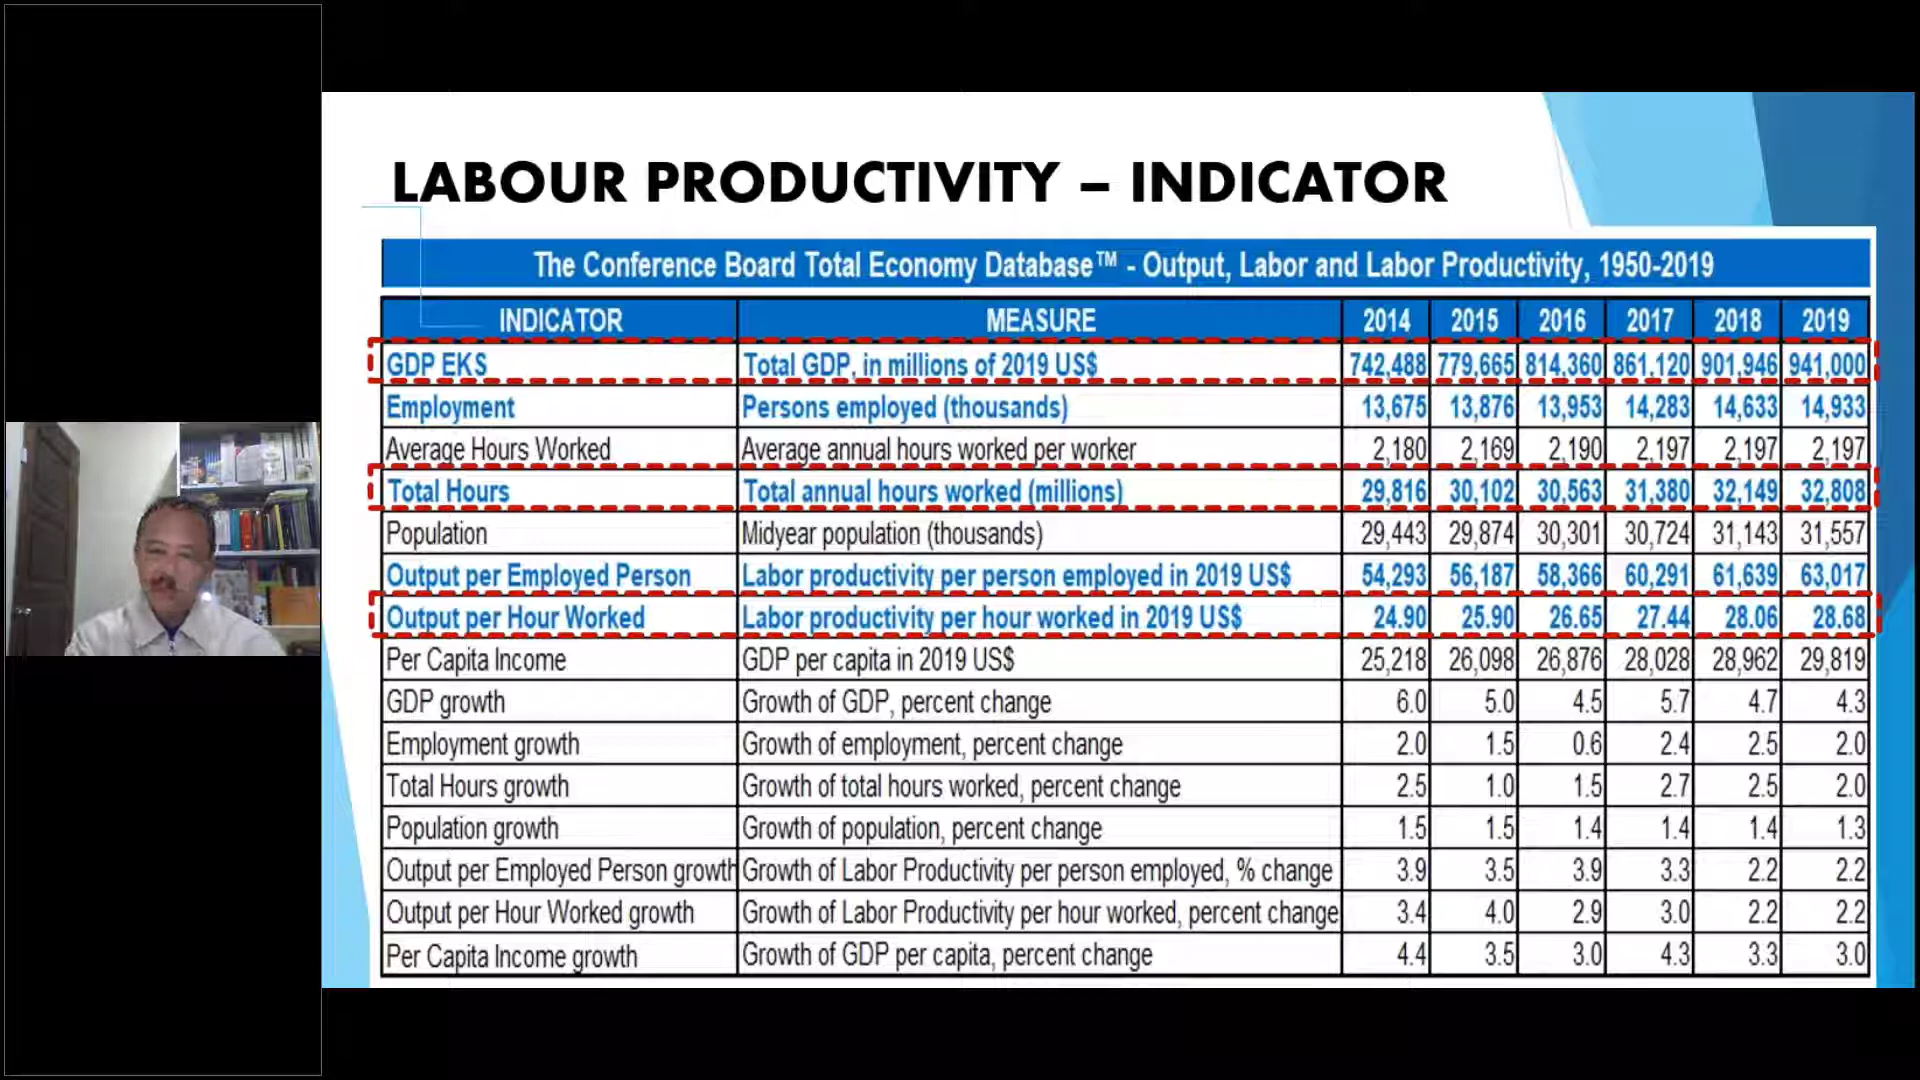 LABOUR PRODUCTIVITY – INDICATOR
The Conference Board Total Economy Database™ - Output, Labor and Labor Productivity, 1950-2019
INDICATOR MEASURE 2014 2015 2016 2017 2018 2019
GDP EKS Total GDP, in millions of 2019 US$ 742,488 779,665 814,360 861,120 901,946 941,000
Employment Persons employed (thousands) 13,675 13,876 13,953 14,283 14,633 14,933
Average Hours Worked Average annual hours worked per worker 2,180 2,169 2,190 2,197 2,197 2,197
Total Hours Total annual hours worked (millions) 29,816 30,102 30,563 31,380 32,149 32,808
Population Midyear population (thousands) 29,443 29,874 30,301 30,724 31,143 31,557
Output per Employed Person Labor productivity per person employed in 2019 US$ 54,293 56,187 58,366 60,291 61,639 63,017
Output per Hour Worked Labor productivity per hour worked in 2019 US$ 24.90 25.90 26.65 27.44 28.06 28.68
Per Capita Income GDP per capita in 2019 US$ 25,218 26,098 26,876 28,028 28,962 29,819
GDP growth Growth of GDP, percent change 6.0 5.0 4.5 5.7 4.7 4.3
Employment growth Growth of employment, percent change 2.0 1.5 0.6 2.4 2.5 2.0
Total Hours growth Growth of total hours worked, percent change 2.5 1.0 1.5 2.7 2.5 2.0
Population growth Growth of population, percent change 1.5 1.5 1.4 1.4 1.4 1.3
Output per Employed Person growth Growth of Labor Productivity per person employed, % change 3.9 3.5 3.9 3.3 2.2 2.2
Output per Hour Worked growth Growth of Labor Productivity per hour worked, percent change 3.4 4.0 2.9 3.0 2.2 2.2
Per Capita Income growth Growth of GDP per capita, percent change 4.4 3.5 3.0 4.3 3.3 3.0